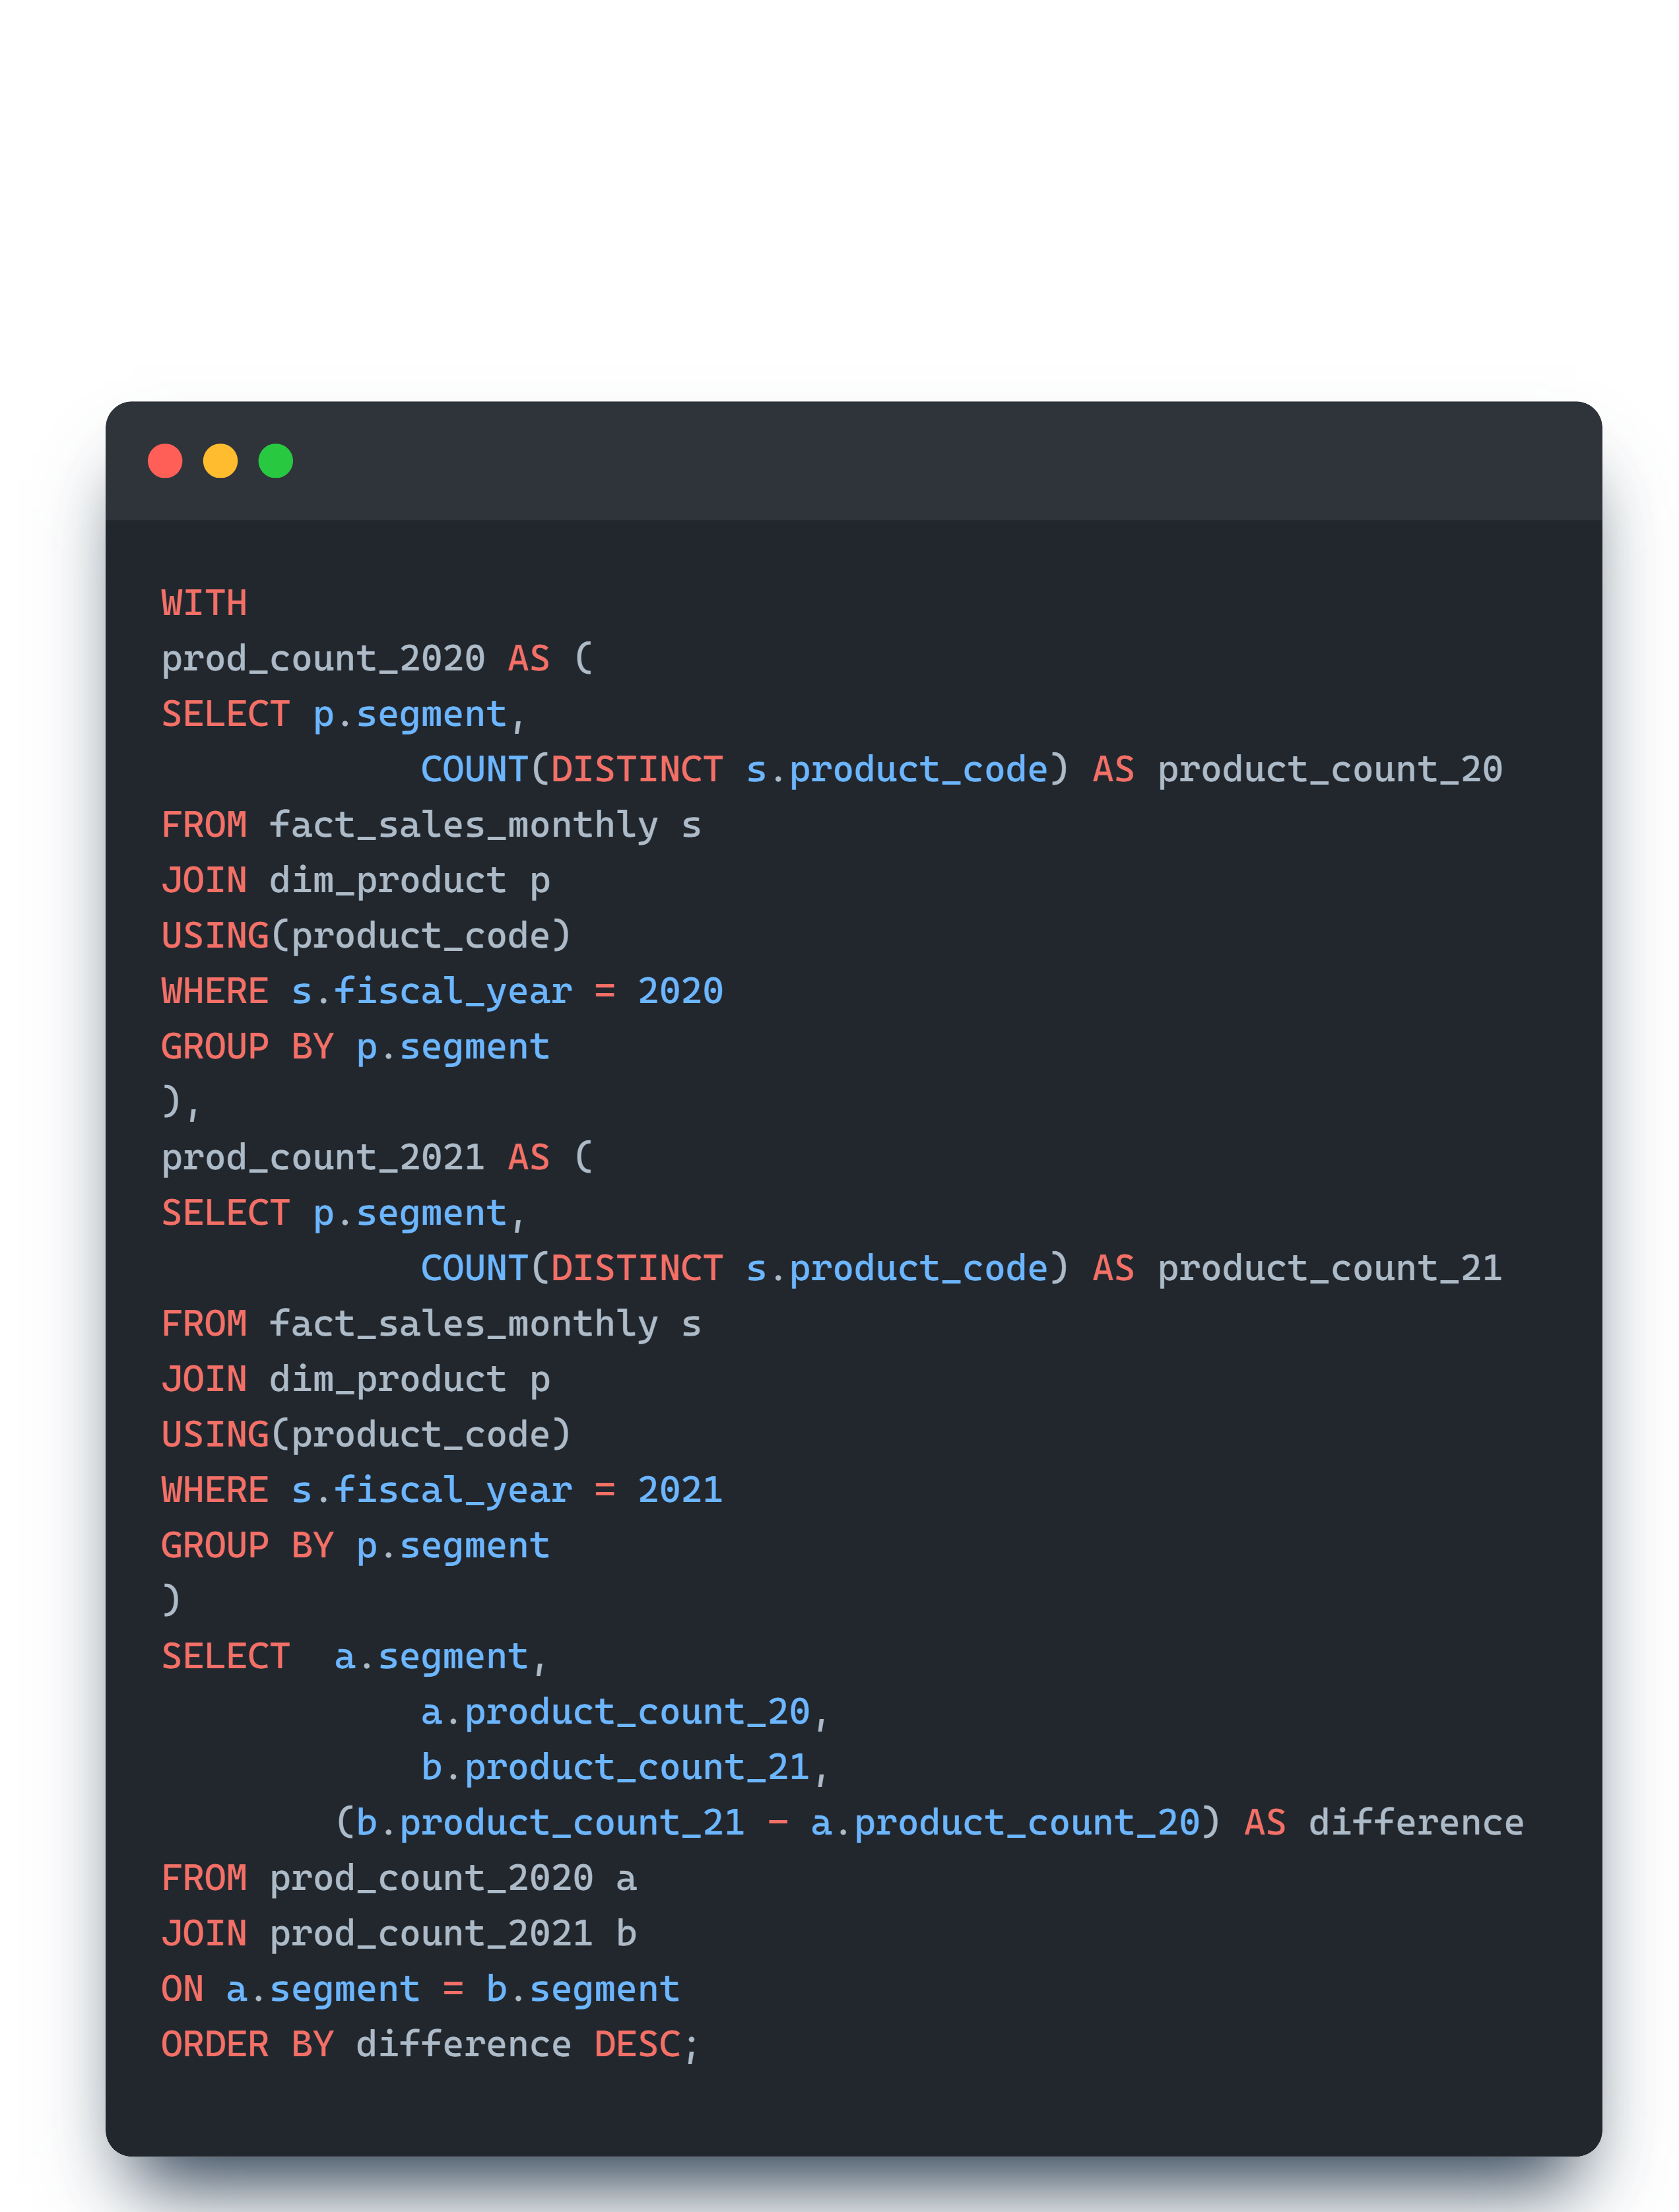 WITH
prod_count_2020 AS (
SELECT p.segment,
            COUNT(DISTINCT s.product_code) AS product_count_20
FROM fact_sales_monthly s
JOIN dim_product p
USING(product_code)
WHERE s.fiscal_year = 2020
GROUP BY p.segment
),
prod_count_2021 AS (
SELECT p.segment,
            COUNT(DISTINCT s.product_code) AS product_count_21
FROM fact_sales_monthly s
JOIN dim_product p
USING(product_code)
WHERE s.fiscal_year = 2021
GROUP BY p.segment
)
SELECT  a.segment,
            a.product_count_20,
            b.product_count_21,
        (b.product_count_21 - a.product_count_20) AS difference
FROM prod_count_2020 a
JOIN prod_count_2021 b
ON a.segment = b.segment
ORDER BY difference DESC;